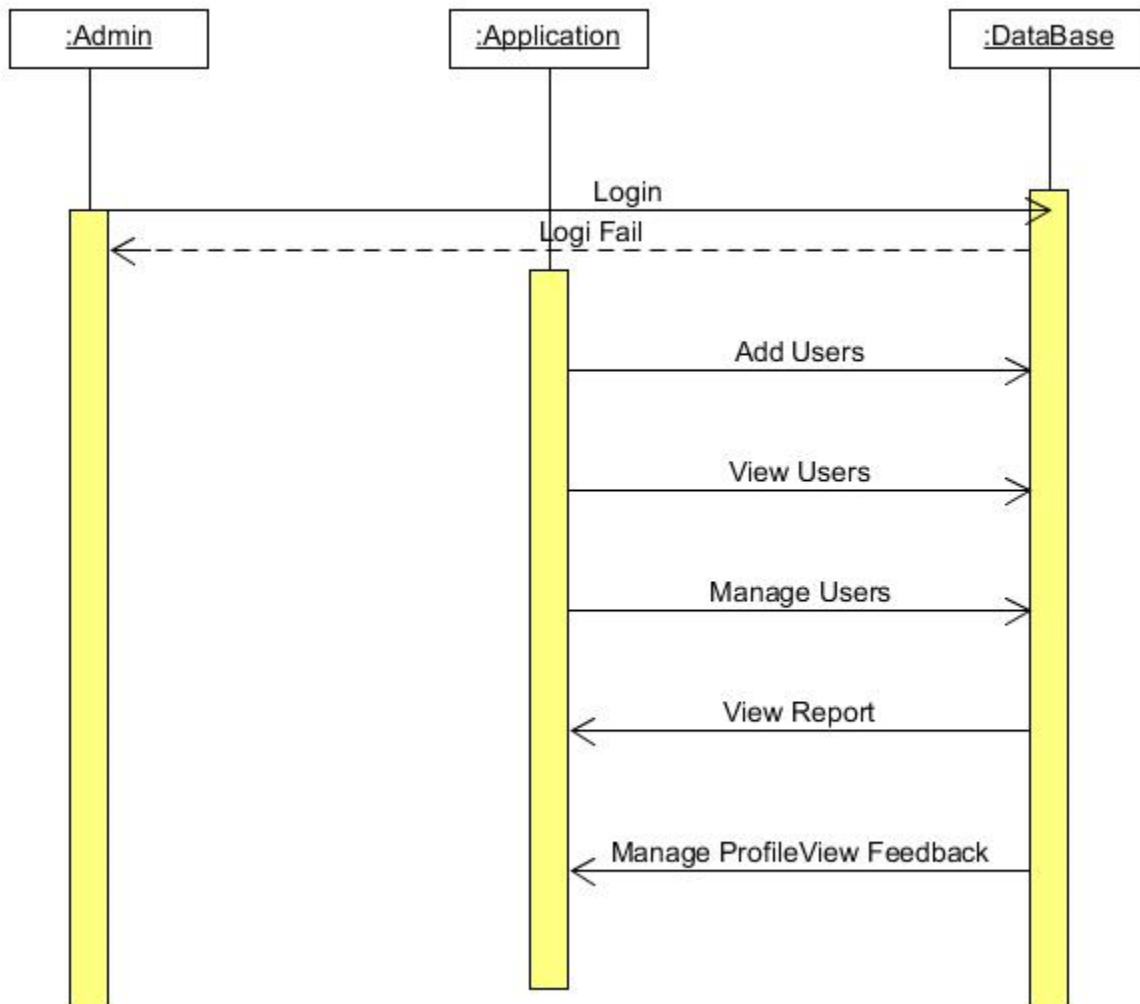 :Admin
:Application
:DataBase
Login
Logi Fail
Add Users
View Users
Manage Users
View Report
Manage ProfileView Feedback